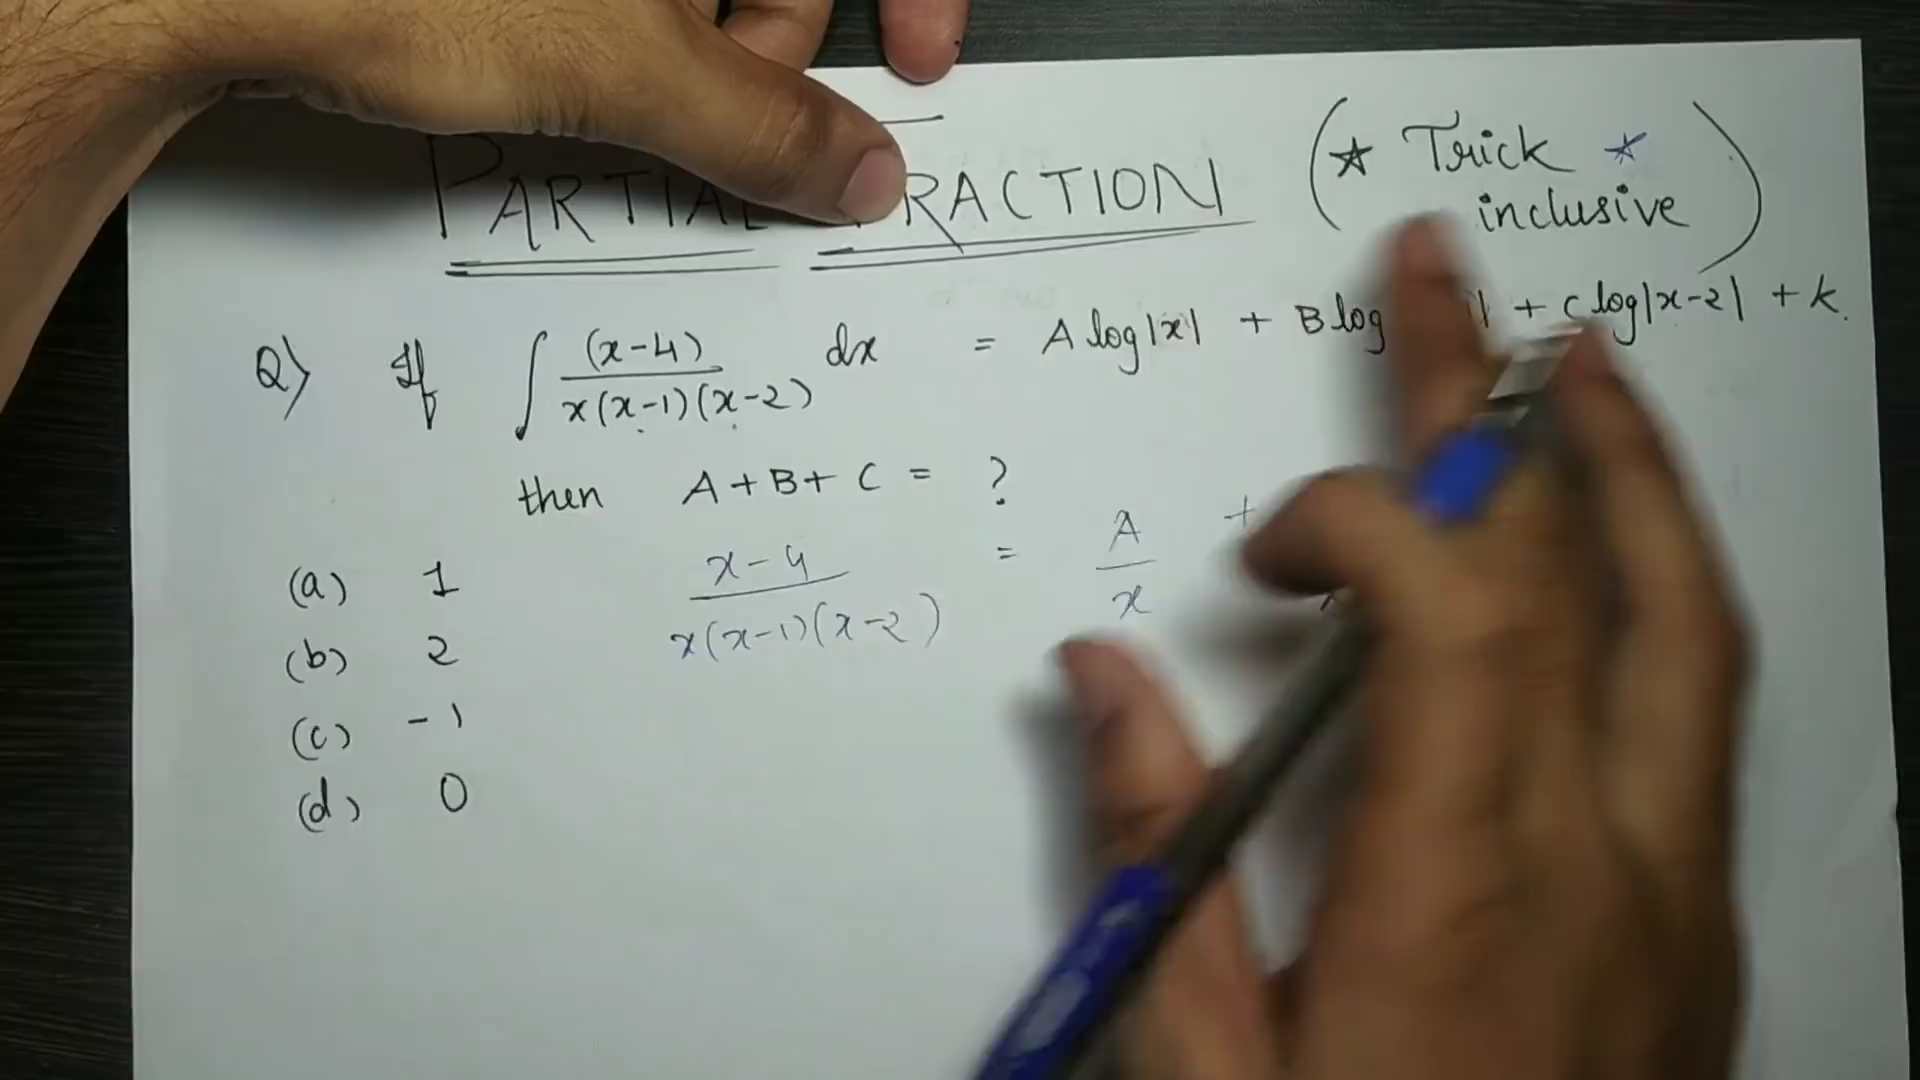 PARTIAL FRACTION (★ Trick ★
inclusive)
Q) If ∫ (x-4) / x(x-1)(x-2) dx = A log|x| + B log | + C log|x-2| + k.
then A+B+C = ?
(a) 1
(b) 2
(c) -1
(d) 0
x-4 / x(x-1)(x-2) = A / x +